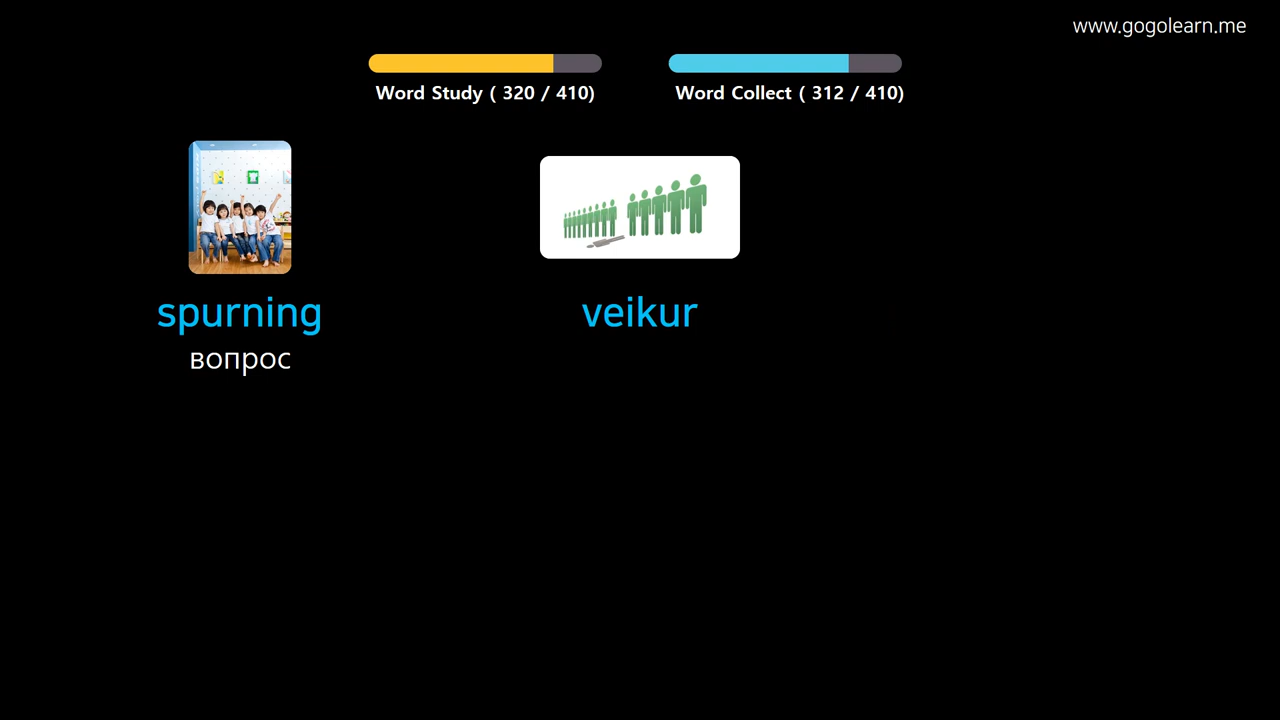 www.gogolearn.me
Word Study ( 320 / 410)
Word Collect ( 312 / 410)
spurning
вопрос
veikur